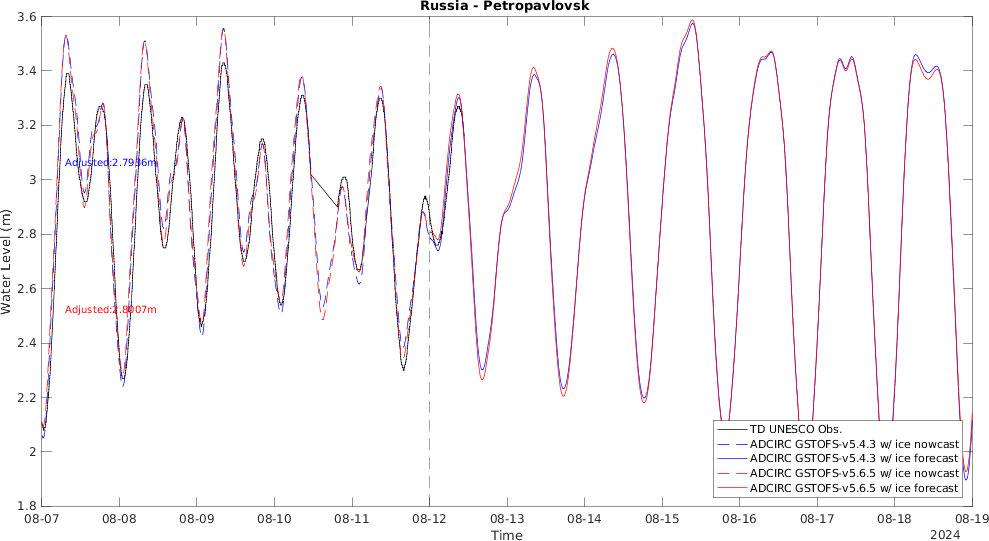 Russia - Petropavlovsk
3.6
3.4
3.2
3
2.8
2.6
2.4
2.2
2
1.8
Water Level (m)
Adjusted:2.7936m
Adjusted:2.8007m
TD UNESCO Obs.
ADCIRC GSTOFS-v5.4.3 w/ ice nowcast
ADCIRC GSTOFS-v5.4.3 w/ ice forecast
ADCIRC GSTOFS-v5.6.5 w/ ice nowcast
ADCIRC GSTOFS-v5.6.5 w/ ice forecast
08-07 08-08 08-09 08-10 08-11 08-12 08-13 08-14 08-15 08-16 08-17 08-18 08-19
Time
2024